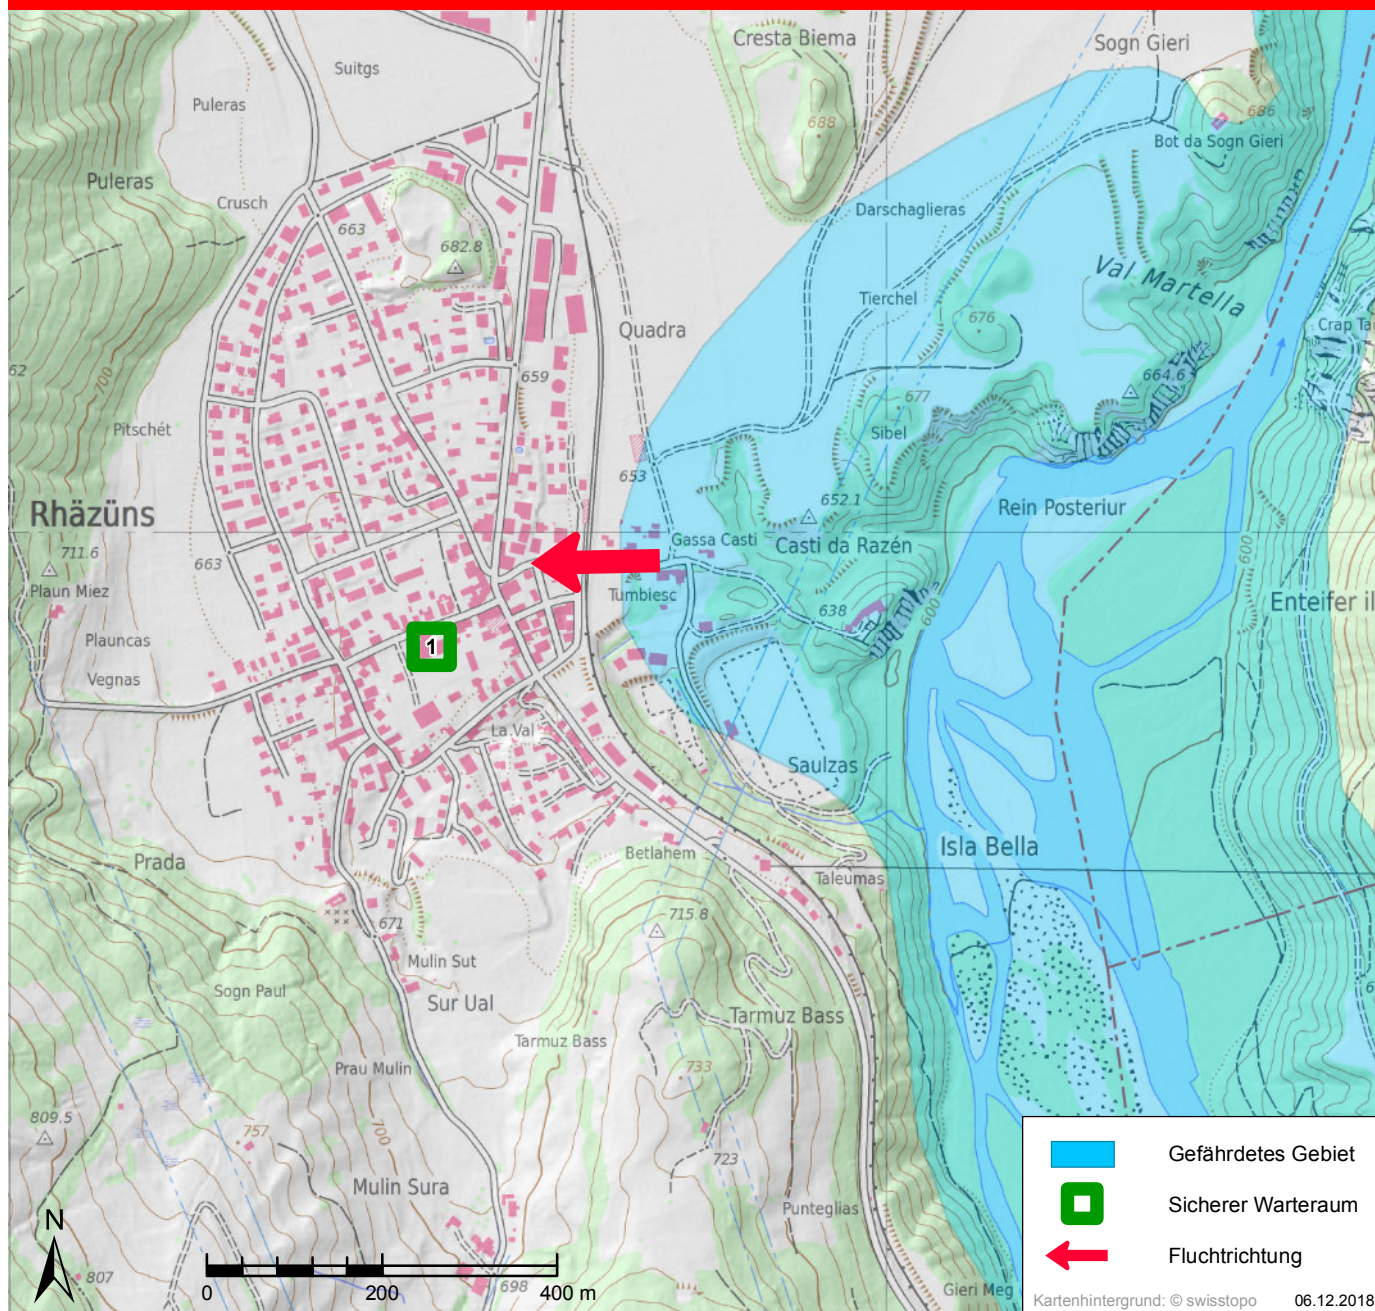 Cresta Biema
Sogn Gieri
Suitgs
Puleras
688
686
Bot da Sogn Gieri
Puleras
Crusch
663
682.8
Darschaglieras
Val Martella
Tierchel
676
Quadra
62
700
659
664.6
677
Pitschét
Sibel
653
652.1
Rein Posteriur
Rhäzüns
711.6
663
Gassa Casti
Casti da Razén
600
Plaun Miez
Tumbiesc
638
600
Enteifer il
Plauncas
1
Vegnas
La Val
Saulzas
Prada
Betlahem
Isla Bella
Taleumas
671
715.8
Mulin Sut
Sogn Paul
Sur Ual
Tarmuz Bass
Tarmuz Bass
Prau Mulin
733
809.5
757
700
723
Mulin Sura
Punteglias
N
807
698
Gieri Meg
0 200 400 m
Gefährdetes Gebiet
Sicherer Warteraum
Fluchtrichtung
Kartenhintergrund: © swisstopo 06.12.2018